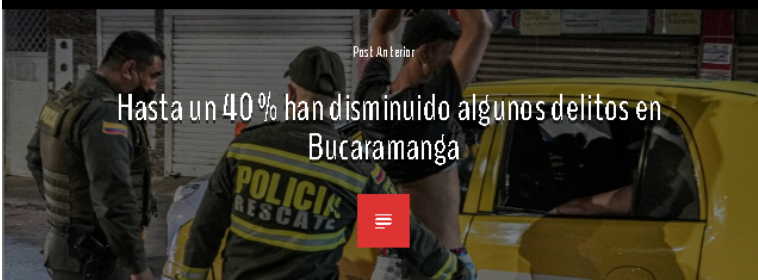 Post Anterior
Hasta un 40 % han disminuido algunos delitos en
Bucaramanga
POLICIA
RESCATE